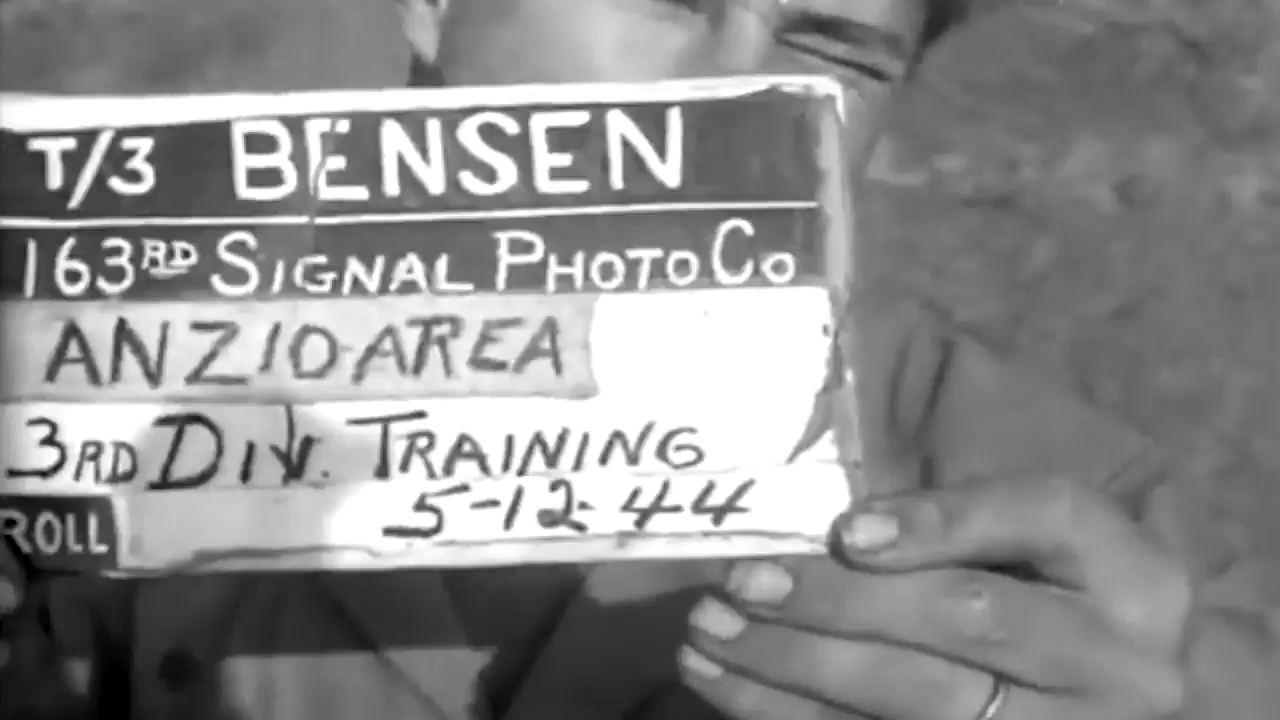 T/3 BENSEN
163RD SIGNAL PHOTO CO
ANZIO AREA
3RD DIV. TRAINING
5-12-44
ROLL